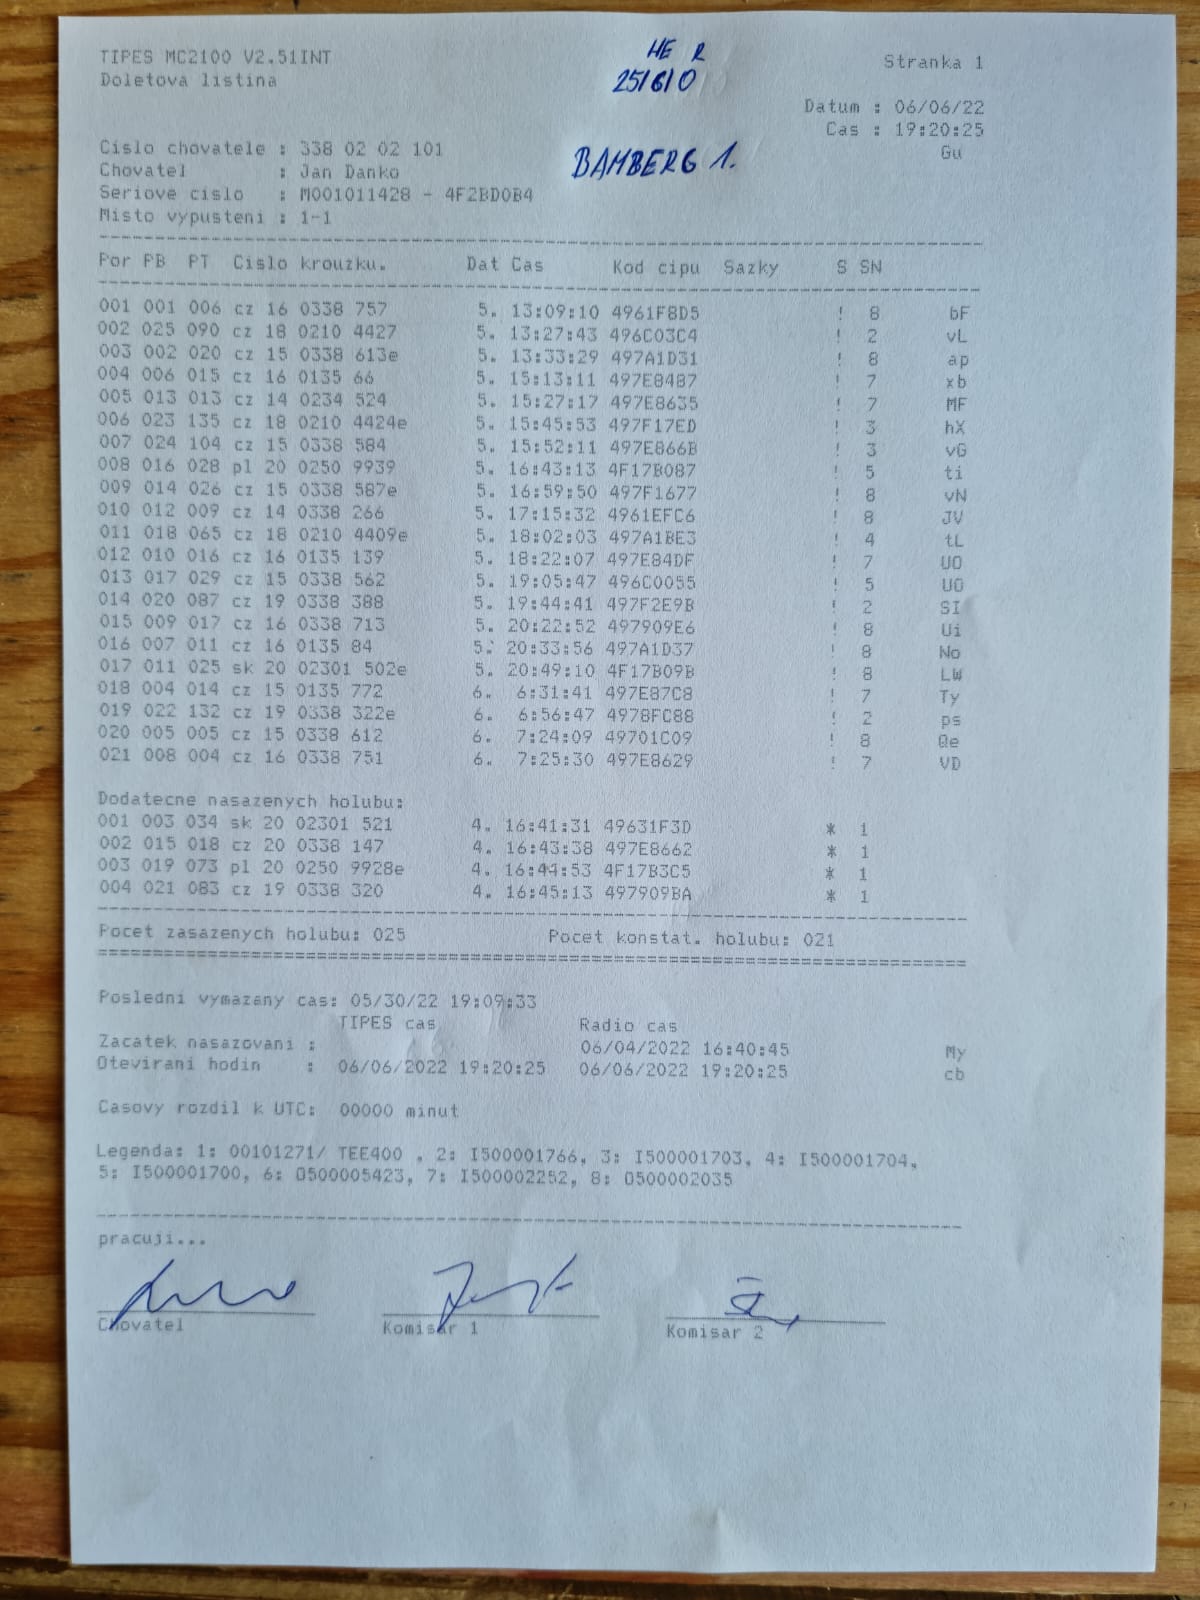 TIPES MC2100 V2.51INT
Doletova listina
HE R
25/6/0
Stranka 1
Datum : 06/06/22
Cas : 19:20:25
Gu
BAMBERG 1.
Cislo chovatele : 338 02 02 101
Chovatel : Jan Danko
Seriove cislo : M001011428 - 4F2BD0B4
Misto vypusteni : 1-1
Por PB PT Cislo krouzku. Dat Cas Kod cipu Sazky S SN
001 001 006 cz 16 0338 757 5. 13:09:10 4961F8D5 ! 8 bF
002 025 090 cz 18 0210 4427 5. 13:27:43 496C03C4 ! 2 vL
003 002 020 cz 15 0338 613e 5. 13:33:29 497A1D31 ! 8 ap
004 006 015 cz 16 0135 66 5. 15:13:11 497E8487 ! 7 xb
005 013 013 cz 14 0234 524 5. 15:27:17 497E8635 ! 7 MF
006 023 135 cz 18 0210 4424e 5. 15:45:53 497F17ED ! 3 hX
007 024 104 cz 15 0338 584 5. 15:52:11 497E866B ! 3 vG
008 016 028 pl 20 0250 9939 5. 16:43:13 4F17B087 ! 5 ti
009 014 026 cz 15 0338 587e 5. 16:59:50 497F1677 ! 8 vN
010 012 009 cz 14 0338 266 5. 17:15:32 4961EFC6 ! 8 JV
011 018 065 cz 18 0210 4409e 5. 18:02:03 497A1BE3 ! 4 tL
012 010 016 cz 16 0135 139 5. 18:22:07 497E84DF ! 7 UO
013 017 029 cz 15 0338 562 5. 19:05:47 496C0055 ! 5 UG
014 020 087 cz 19 0338 388 5. 19:44:41 497F2E9B ! 2 SI
015 009 017 cz 16 0338 713 5. 20:22:52 497909E6 ! 8 Ui
016 007 011 cz 16 0135 84 5. 20:33:56 497A1D37 ! 8 No
017 011 025 sk 20 02301 502e 5. 20:49:10 4F17B09B ! 8 LW
018 004 014 cz 15 0135 772 6. 6:31:41 497E87C8 ! 7 Ty
019 022 132 cz 19 0338 322e 6. 6:56:47 4978FC88 ! 2 ps
020 005 005 cz 15 0338 612 6. 7:24:09 49701C09 ! 8 Qe
021 008 004 cz 16 0338 751 6. 7:25:30 497E8629 ! 7 VD
Dodatecne nasazenych holubu:
001 003 034 sk 20 02301 521 4. 16:41:31 49631F3D * 1
002 015 018 cz 20 0338 147 4. 16:43:38 497E8662 * 1
003 019 073 pl 20 0250 9928e 4. 16:44:53 4F17B3C5 * 1
004 021 083 cz 19 0338 320 4. 16:45:13 497909BA * 1
Pocet zasazenych holubu: 025 Pocet konstat. holubu: 021
Posledni vymazany cas: 05/30/22 19:09:33
TIPES cas Radio cas
Zacatek nasazovani : 06/04/2022 16:40:45 My
Otevirani hodin : 06/06/2022 19:20:25 06/06/2022 19:20:25 cb
Casovy rozdil k UTC: 00000 minut
Legenda: 1: 00101271/ TEE400 , 2: I500001766, 3: I500001703, 4: I500001704,
5: I500001700, 6: O500005423, 7: I500002252, 8: O500002035
pracuji...
Chovatel Komisar 1 Komisar 2